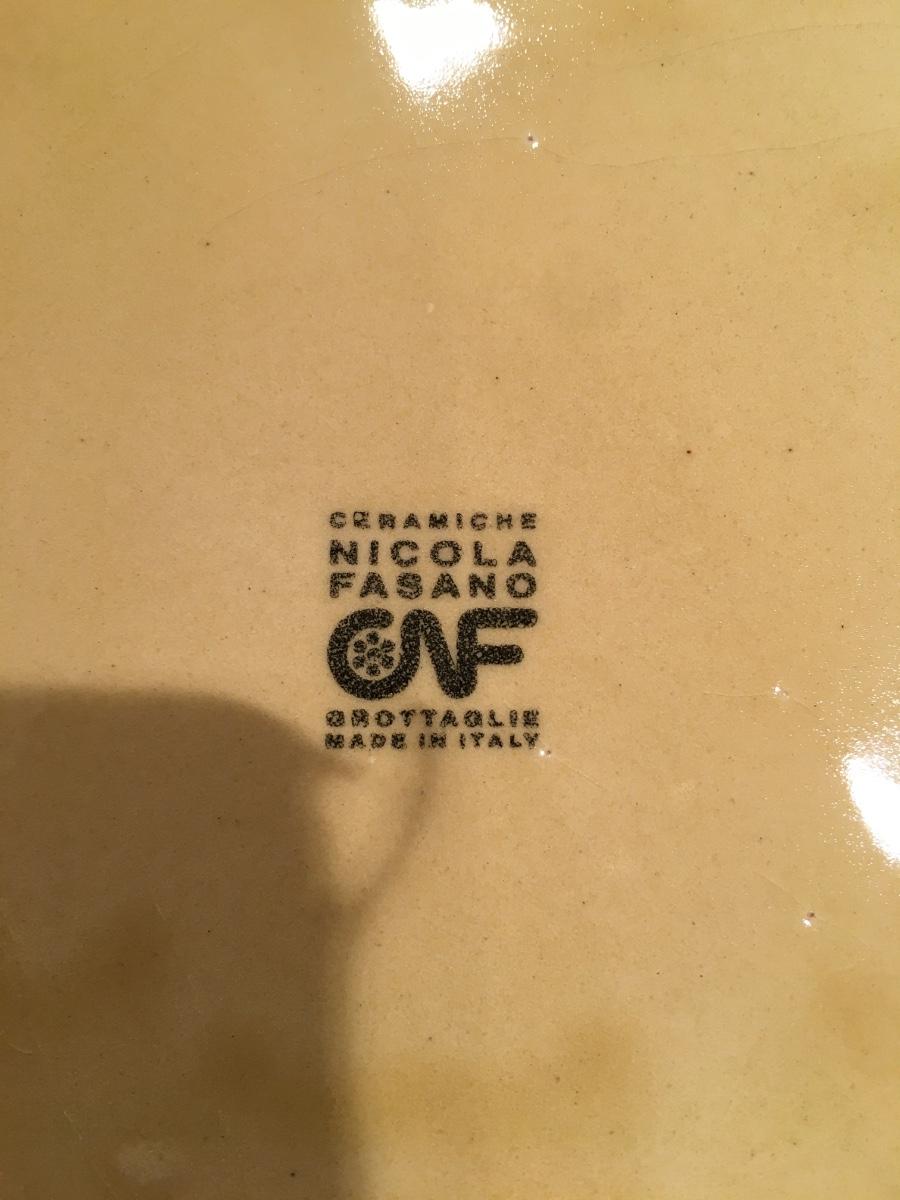 CERAMICHE
NICOLA
FASANO
CNF
GROTTAGLIE
MADE IN ITALY